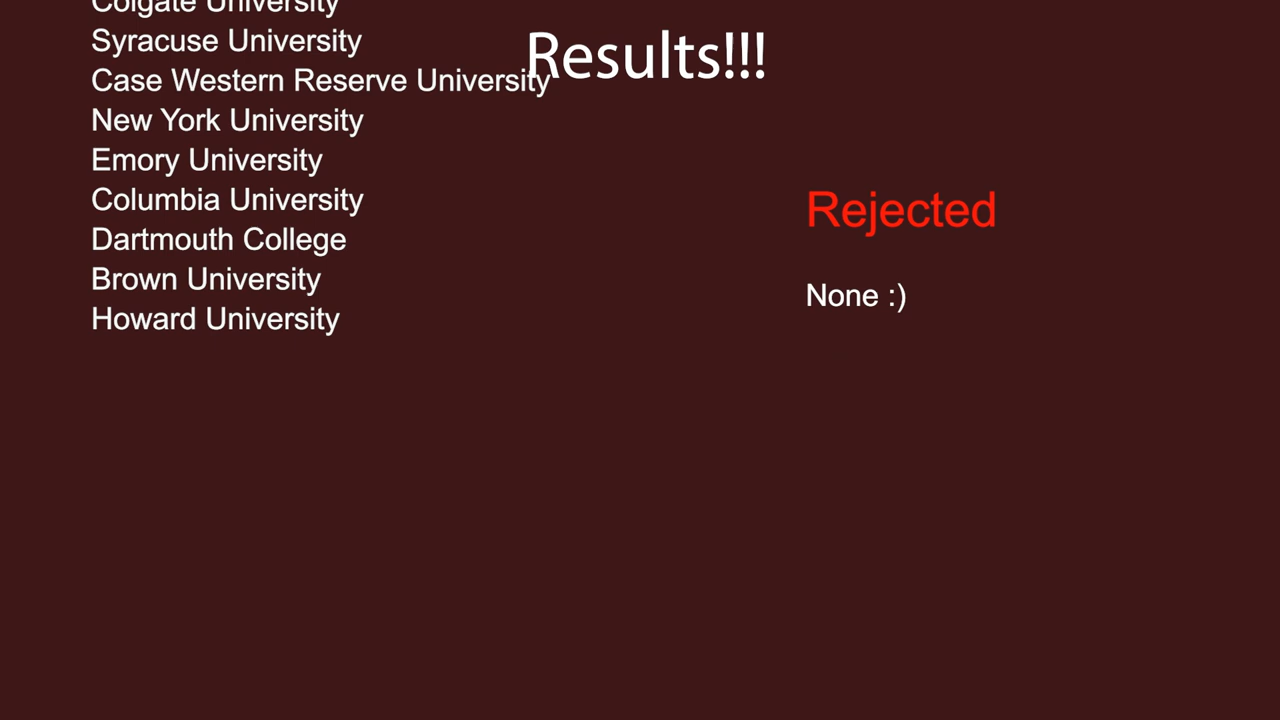 Colgate University
Syracuse University
Results!!!
Case Western Reserve University
New York University
Emory University
Columbia University
Rejected
Dartmouth College
Brown University
None :)
Howard University